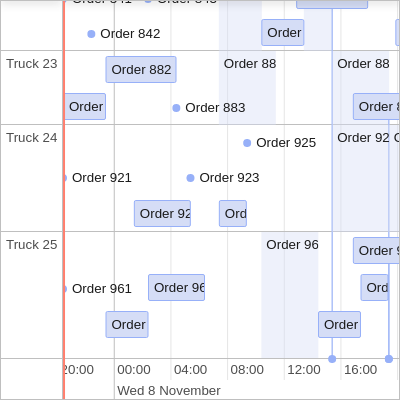 Order 842
Order
Truck 23
Order 882
Order 88
Order 88
Order
Order 883
Order 8
Truck 24
Order 925
Order 92
Order 921
Order 923
Order 92
Ord
Truck 25
Order 96
Order 9
Order 961
Order 96
Ord
Order
Order
20:00 00:00 04:00 08:00 12:00 16:00
Wed 8 November